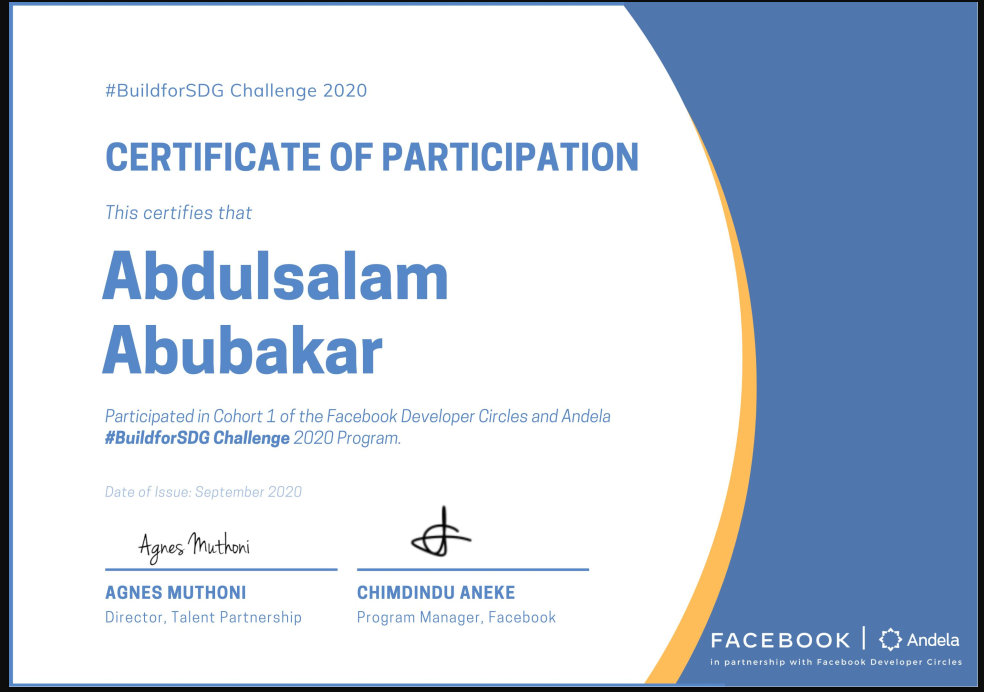 #BuildforSDG Challenge 2020
CERTIFICATE OF PARTICIPATION
This certifies that
Abdulsalam
Abubakar
Participated in Cohort 1 of the Facebook Developer Circles and Andela
#BuildforSDG Challenge 2020 Program.
Date of Issue: September 2020
Agnes Muthoni
AGNES MUTHONI
Director, Talent Partnership
CHIMDINDU ANEKE
Program Manager, Facebook
FACEBOOK | Andela
in partnership with Facebook Developer Circles